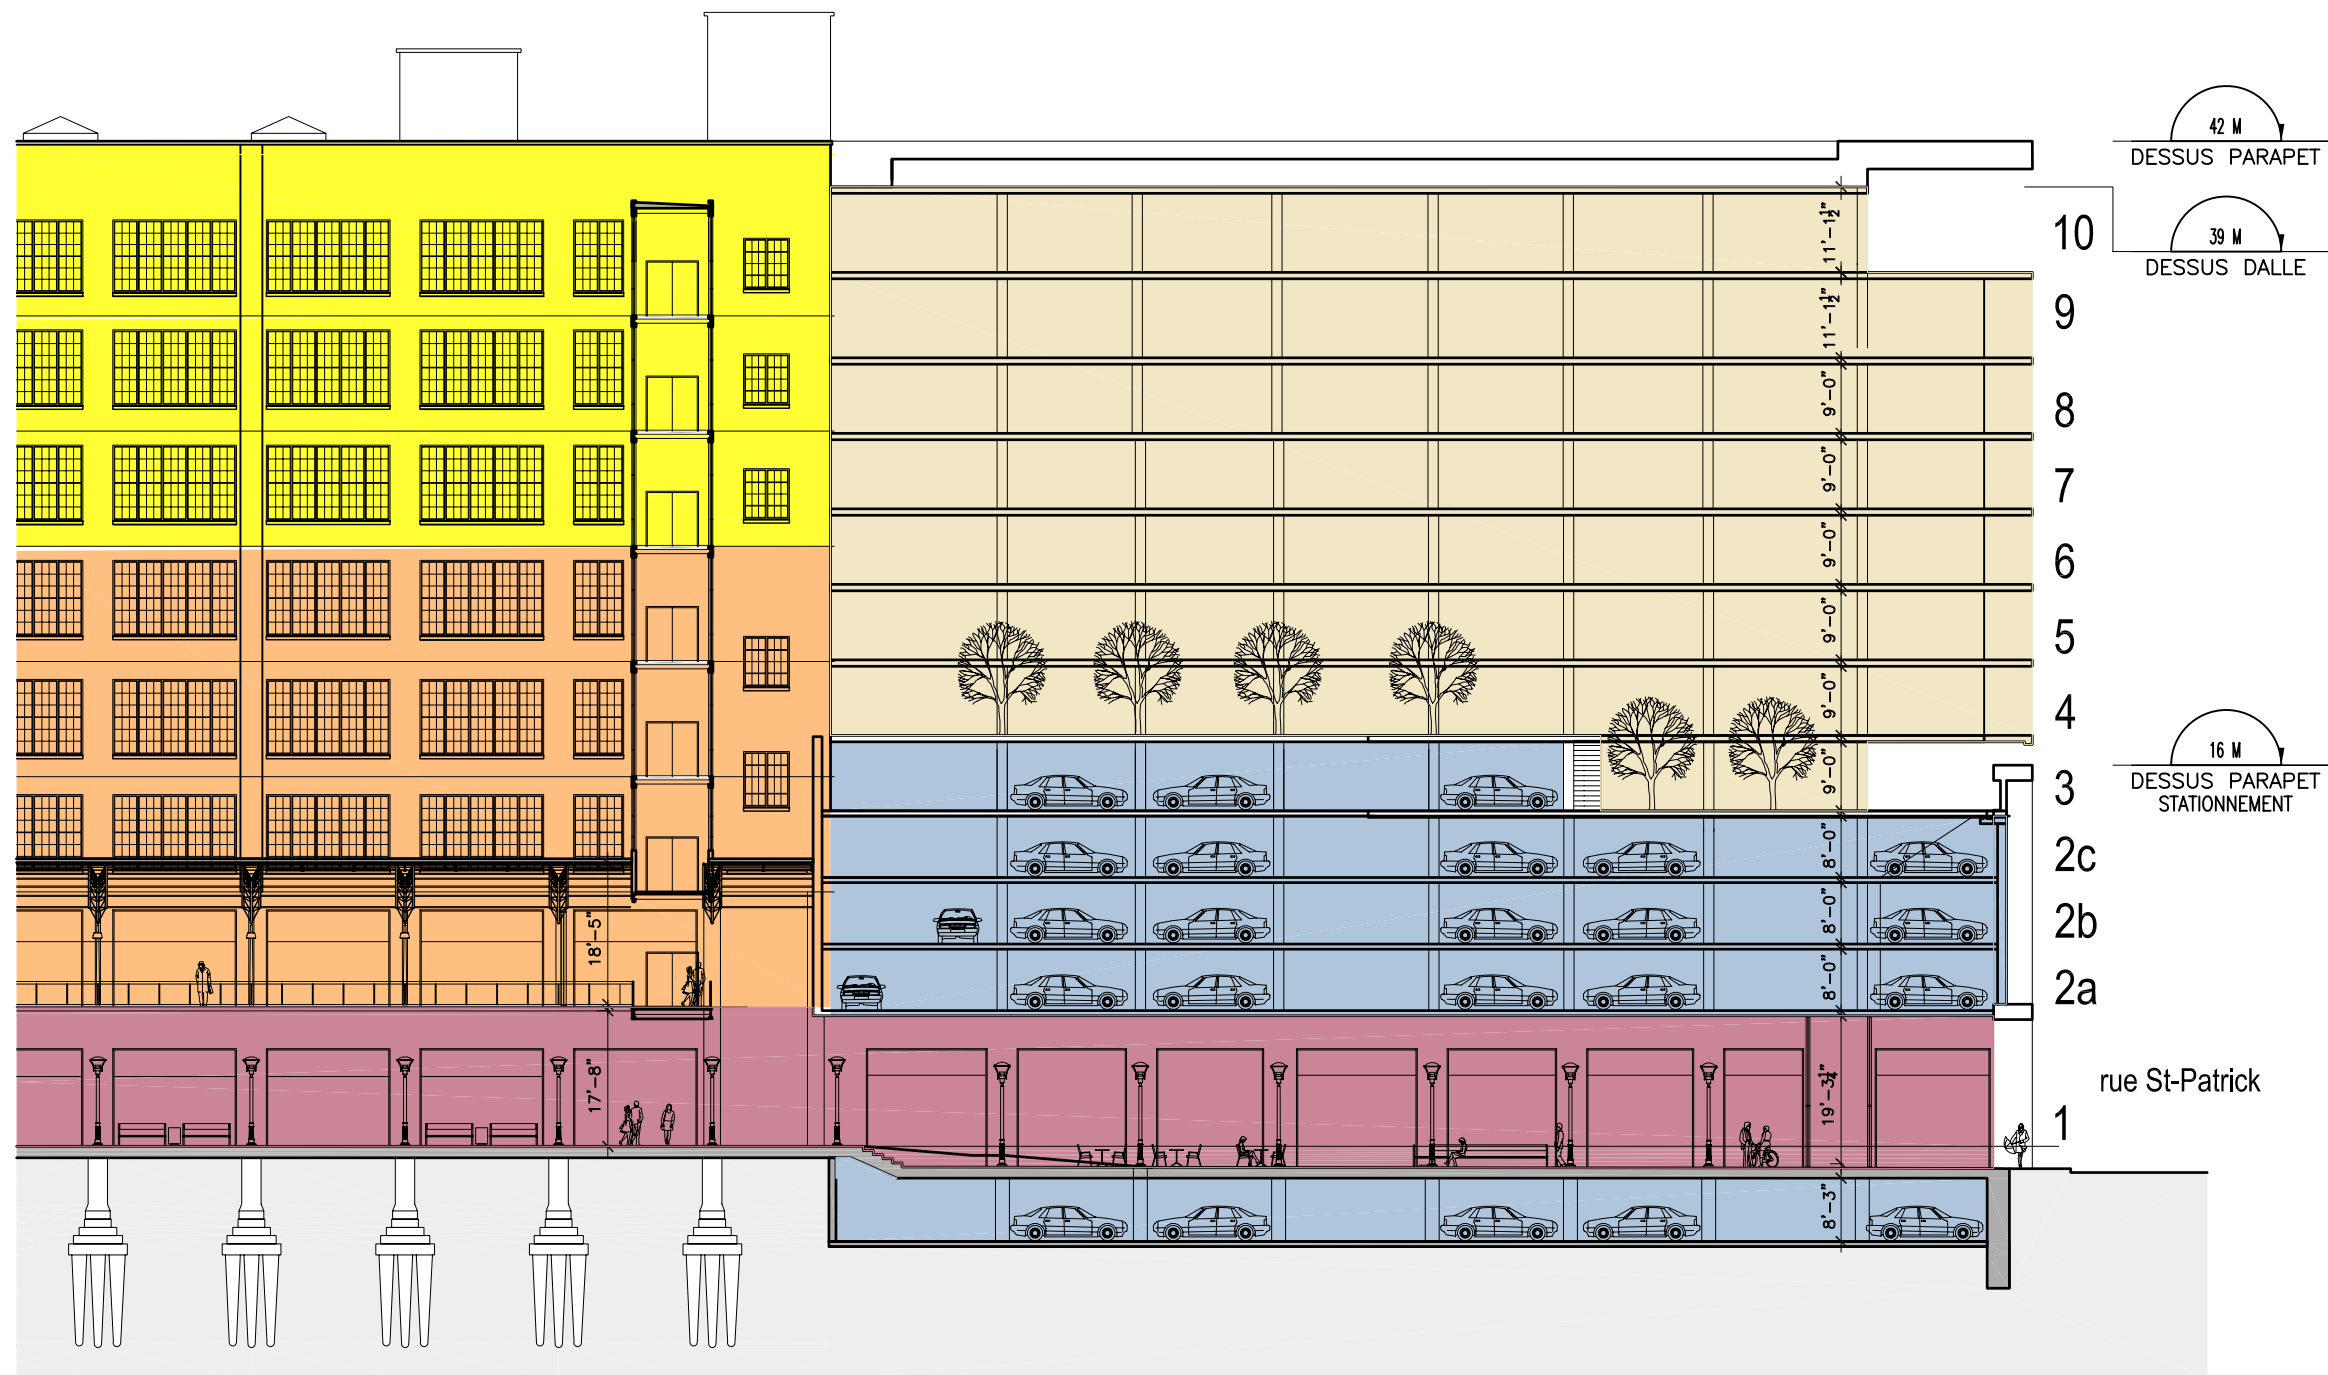 42 M
DESSUS PARAPET
10
39 M
DESSUS DALLE
11'-1½"
9
11'-1½"
8
9'-0"
7
9'-0"
6
9'-0"
5
9'-0"
4
9'-0"
16 M
DESSUS PARAPET
STATIONNEMENT
3
9'-0"
2c
8'-0"
2b
8'-0"
18'-5"
2a
8'-0"
rue St-Patrick
17'-8"
19'-3¼"
1
8'-3"